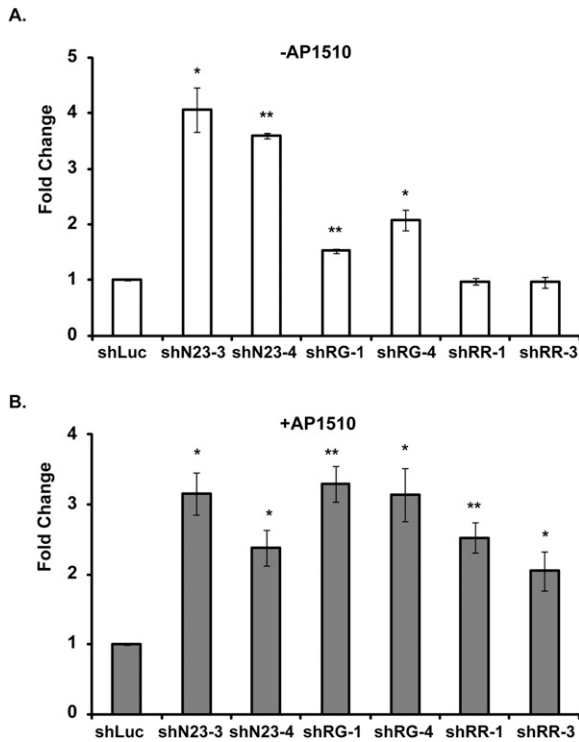 A.
-AP1510
Fold Change
5
4
3
2
1
0
*
**
**
*
shLuc shN23-3 shN23-4 shRG-1 shRG-4 shRR-1 shRR-3
B.
+AP1510
Fold Change
4
3
2
1
0
*
*
**
*
**
*
shLuc shN23-3 shN23-4 shRG-1 shRG-4 shRR-1 shRR-3